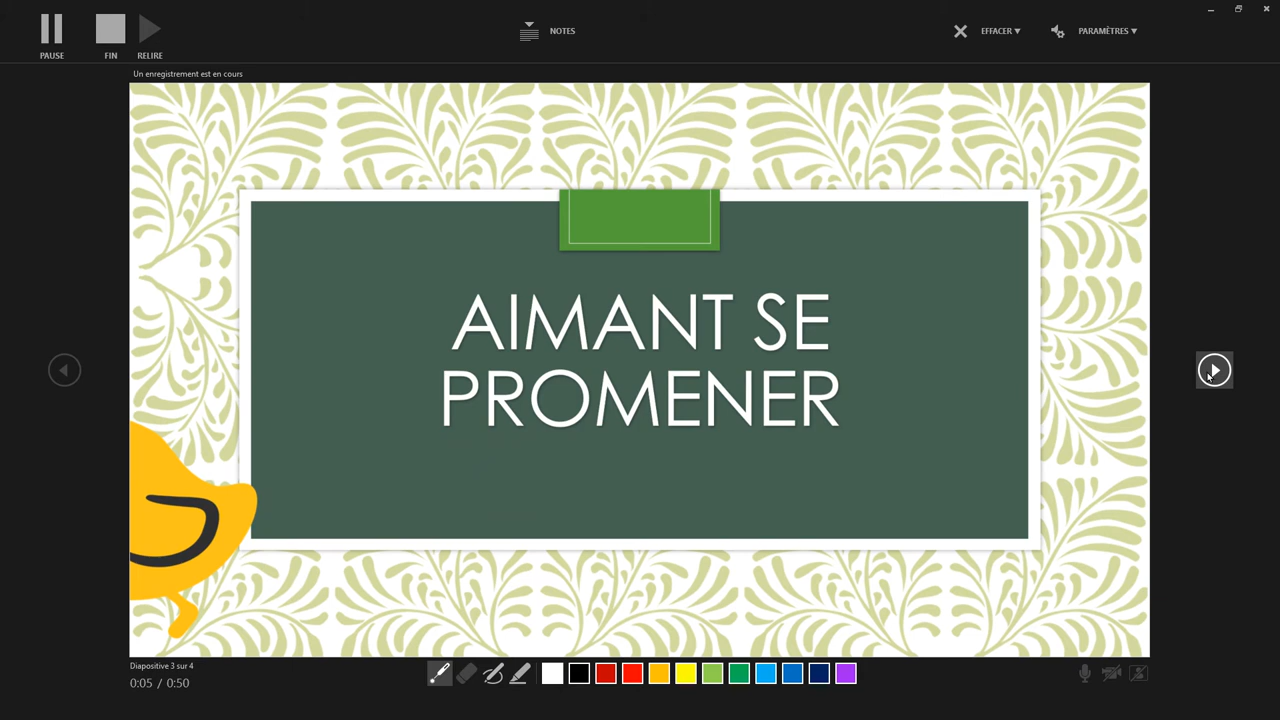 PAUSE
FIN
RELIRE
NOTES
EFFACER
PARAMÈTRES
Un enregistrement est en cours
AIMANT SE
PROMENER
Diapositive 3 sur 4
0:05 / 0:50